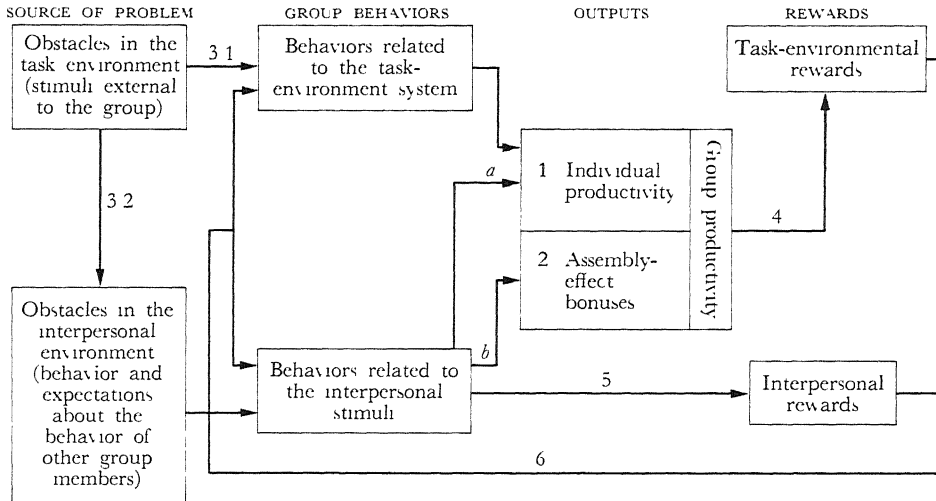 SOURCE OF PROBLEM
GROUP BEHAVIORS
OUTPUTS
REWARDS
Obstacles in the
task environment
(stimuli external
to the group)
3 1
Behaviors related
to the task-
environment system
Task-environmental
rewards
3 2
a
1 Individual
productivity
2 Assembly-
effect
bonuses
Group productivity
4
Obstacles in the
interpersonal
environment
(behavior and
expectations
about the
behavior of
other group
members)
b
Behaviors related to
the interpersonal
stimuli
5
Interpersonal
rewards
6